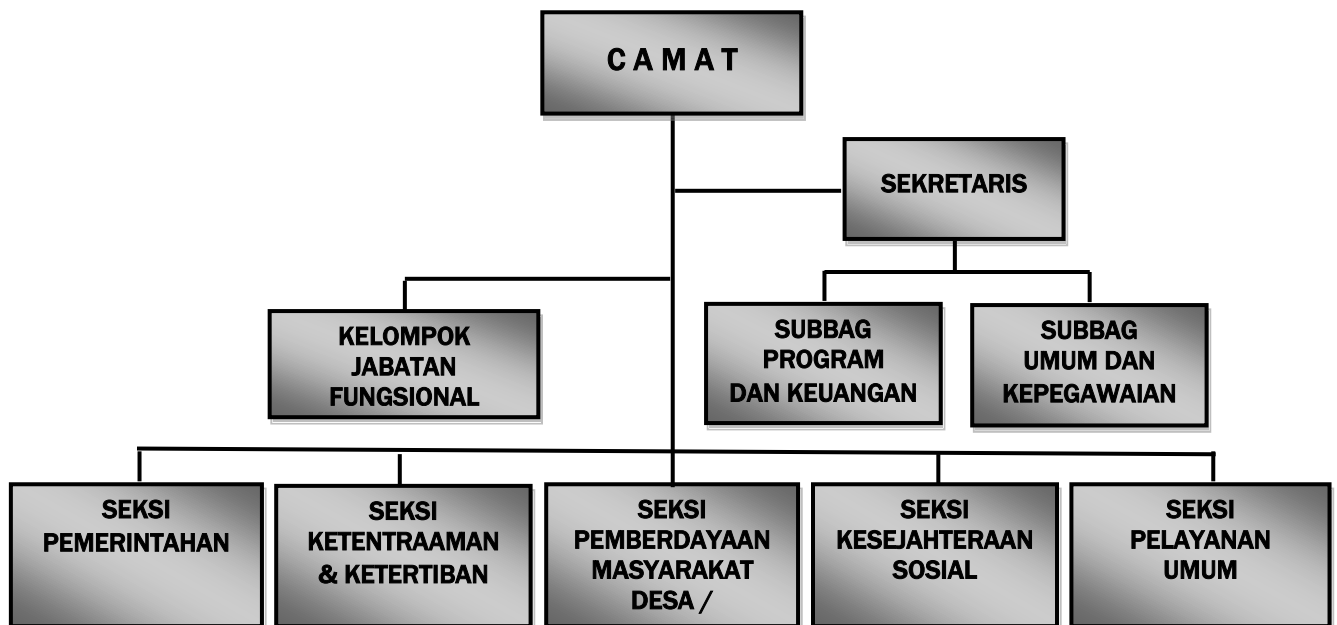 C A M A T
SEKRETARIS
KELOMPOK
JABATAN
FUNGSIONAL
SUBBAG
PROGRAM
DAN KEUANGAN
SUBBAG
UMUM DAN
KEPEGAWAIAN
SEKSI
PEMERINTAHAN
SEKSI
KETENTRAAMAN
& KETERTIBAN
SEKSI
PEMBERDAYAAN
MASYARAKAT
DESA /
SEKSI
KESEJAHTERAAN
SOSIAL
SEKSI
PELAYANAN
UMUM